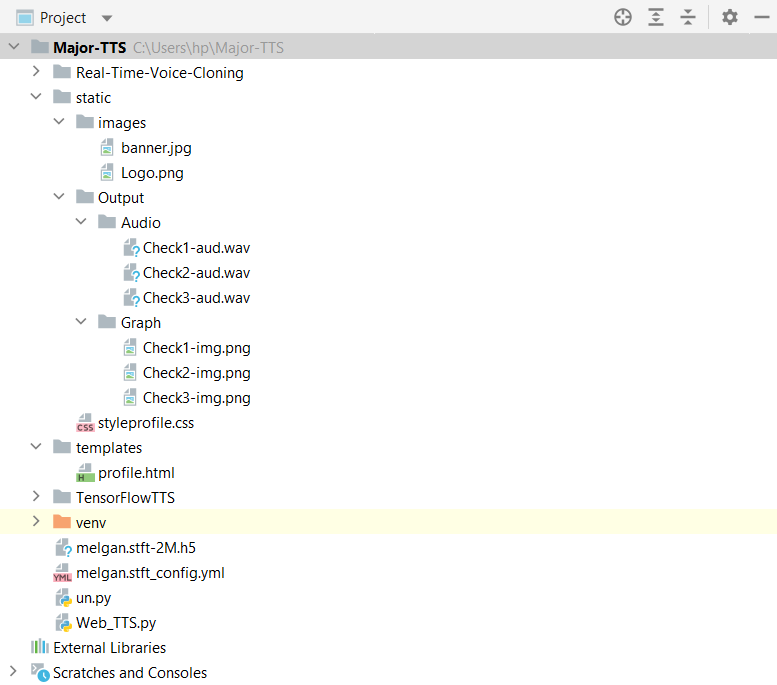 Project
Major-TTS C:\Users\hp\Major-TTS
Real-Time-Voice-Cloning
static
images
banner.jpg
Logo.png
Output
Audio
Check1-aud.wav
Check2-aud.wav
Check3-aud.wav
Graph
Check1-img.png
Check2-img.png
Check3-img.png
CSS styleprofile.css
templates
H profile.html
TensorFlowTTS
venv
melgan.stft-2M.h5
YML melgan.stft_config.yml
un.py
Web_TTS.py
External Libraries
Scratches and Consoles